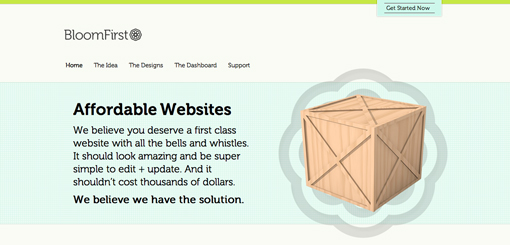 Get Started Now
BloomFirst
Home The Idea The Designs The Dashboard Support
Affordable Websites
We believe you deserve a first class
website with all the bells and whistles.
It should look amazing and be super
simple to edit + update. And it
shouldn't cost thousands of dollars.
We believe we have the solution.